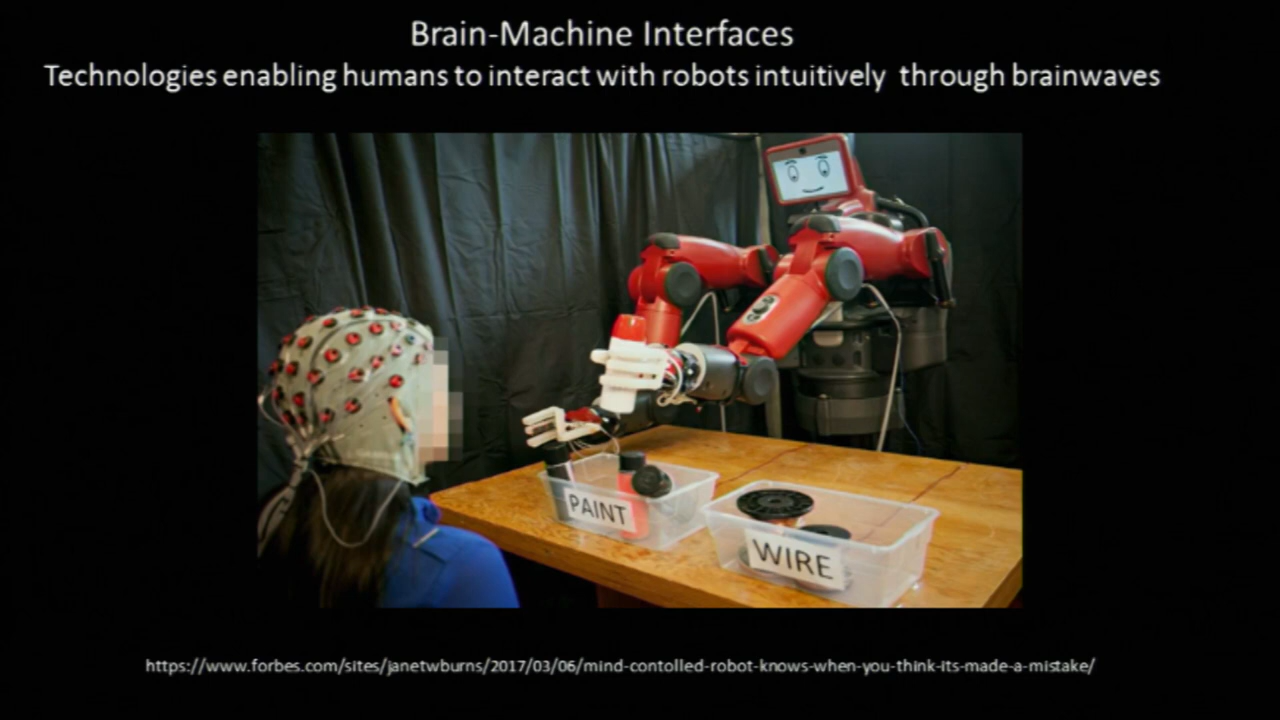 Brain-Machine Interfaces
Technologies enabling humans to interact with robots intuitively through brainwaves
PAINT
WIRE
https://www.forbes.com/sites/janetwburns/2017/03/06/mind-contolled-robot-knows-when-you-think-its-made-a-mistake/